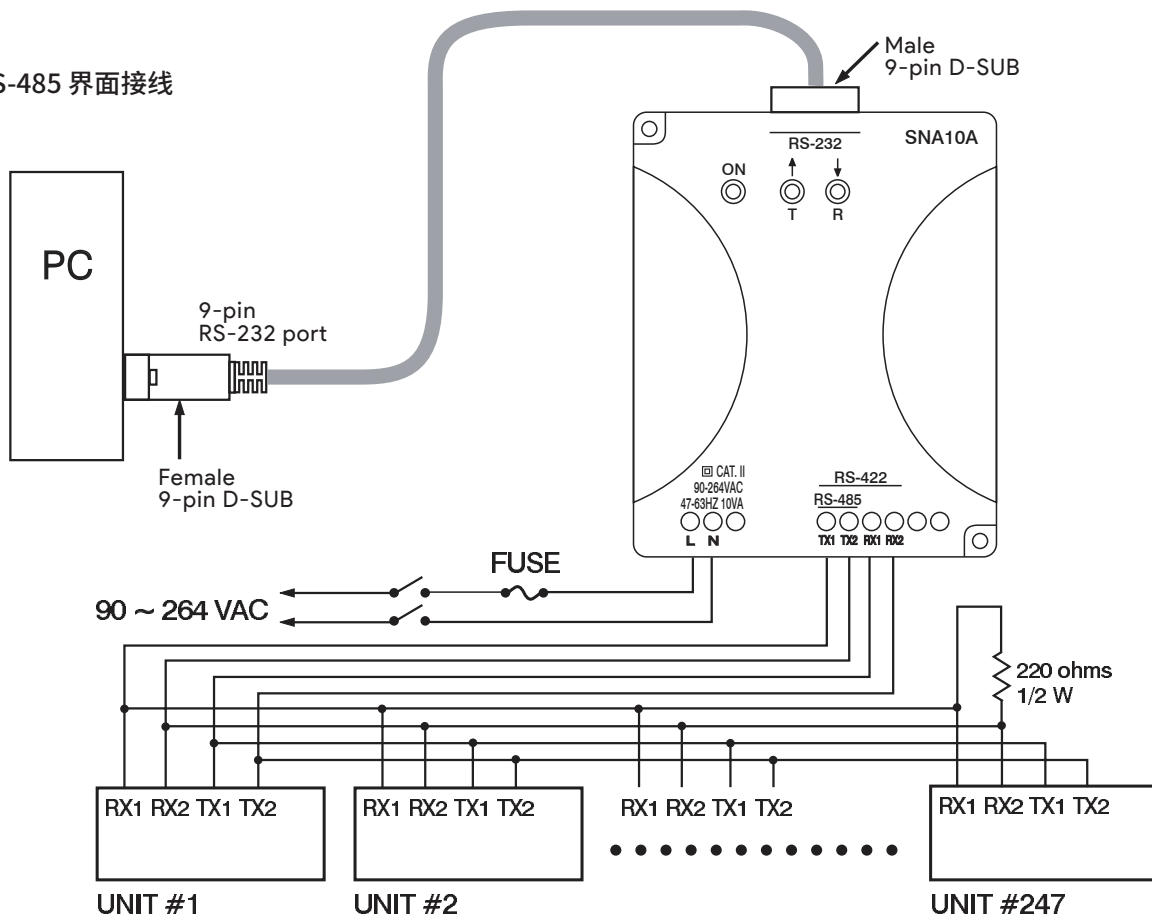 S-485 界面接线
Male
9-pin D-SUB
SNA10A
RS-232
ON
T
R
PC
9-pin
RS-232 port
Female
9-pin D-SUB
CAT. II
90-264VAC
47-63HZ 10VA
L N
RS-422
RS-485
TX1 TX2 RX1 RX2
FUSE
90 ~ 264 VAC
220 ohms
1/2 W
RX1 RX2 TX1 TX2
RX1 RX2 TX1 TX2
RX1 RX2 TX1 TX2
RX1 RX2 TX1 TX2
UNIT #1
UNIT #2
UNIT #247